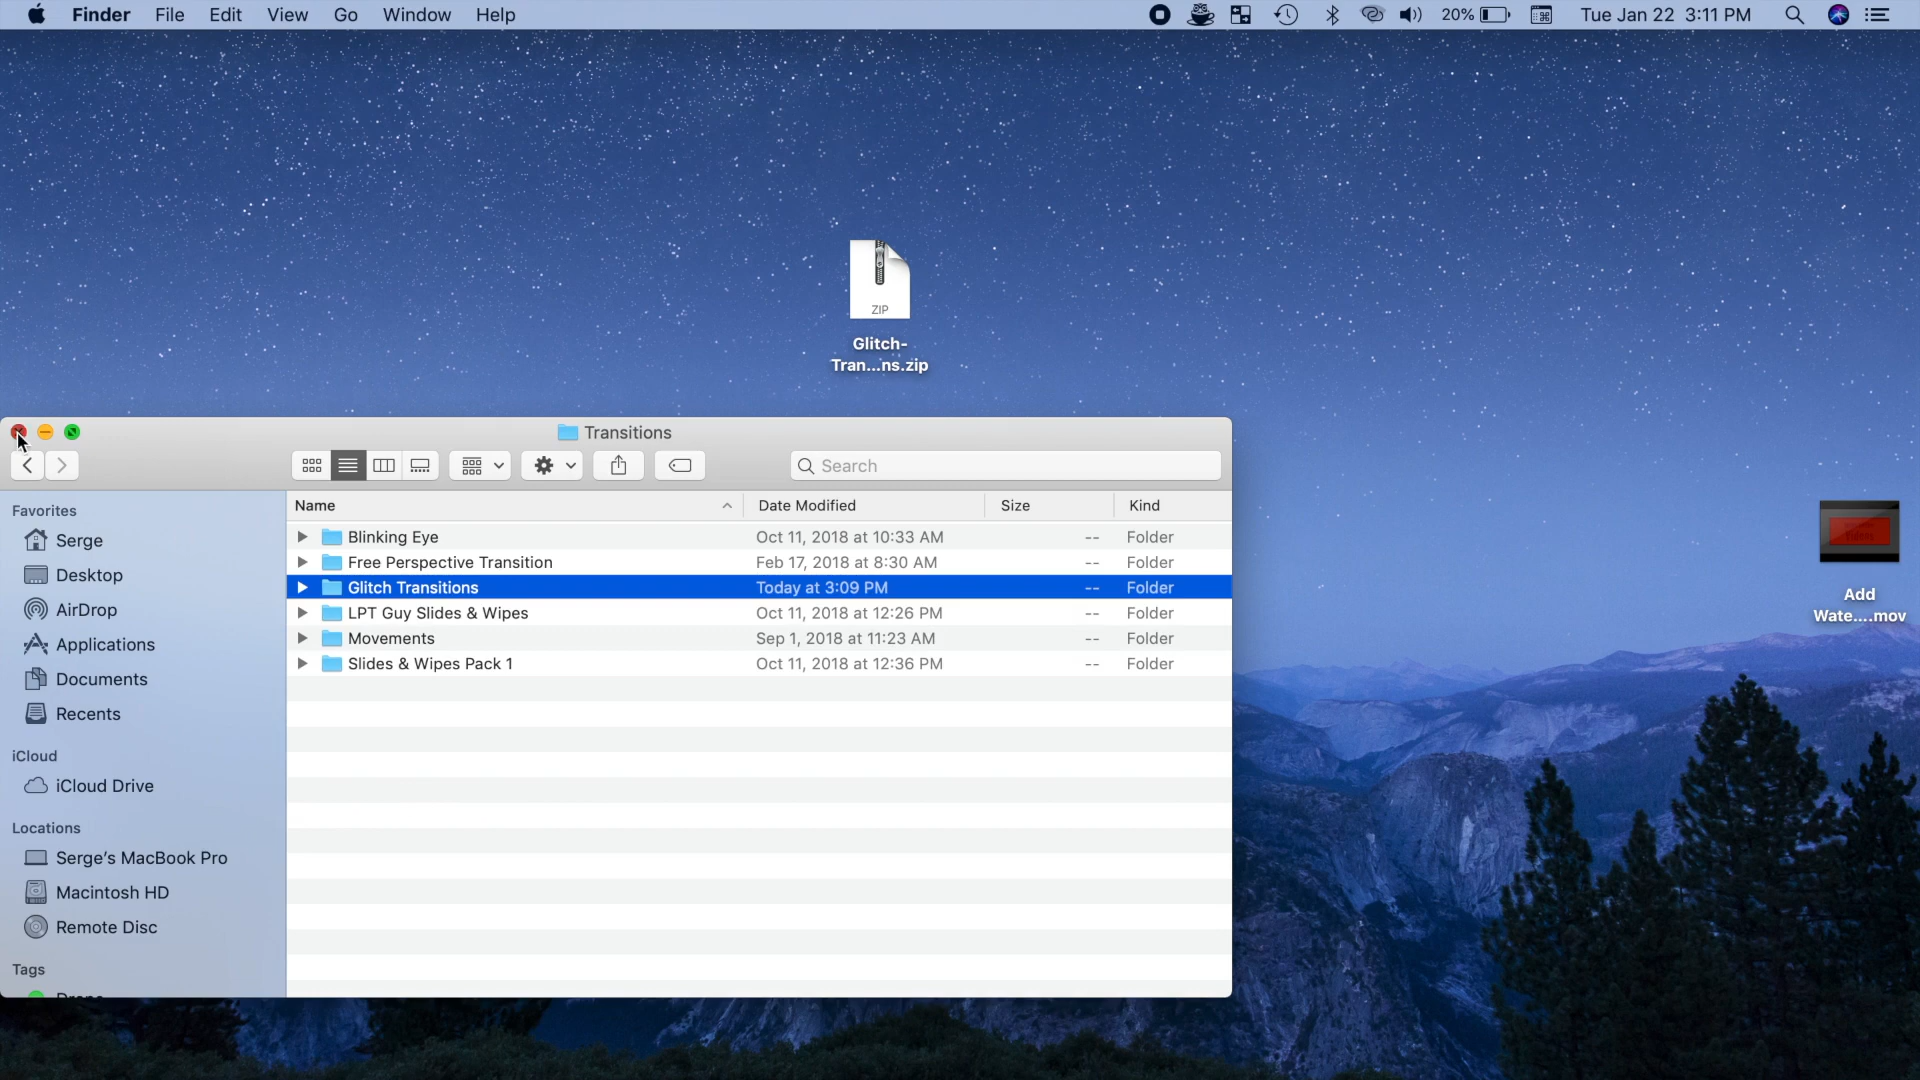 Finder File Edit View Go Window Help 20% Tue Jan 22 3:11 PM
ZIP
Glitch-
Tran...ns.zip
Transitions
Search
Name Date Modified Size Kind
Blinking Eye Oct 11, 2018 at 10:33 AM -- Folder
Free Perspective Transition Feb 17, 2018 at 8:30 AM -- Folder
Glitch Transitions Today at 3:09 PM -- Folder
LPT Guy Slides & Wipes Oct 11, 2018 at 12:26 PM -- Folder
Movements Sep 1, 2018 at 11:23 AM -- Folder
Slides & Wipes Pack 1 Oct 11, 2018 at 12:36 PM -- Folder
Favorites
Serge
Desktop
AirDrop
Applications
Documents
Recents
iCloud
iCloud Drive
Locations
Serge's MacBook Pro
Macintosh HD
Remote Disc
Tags
Add
Wate....mov